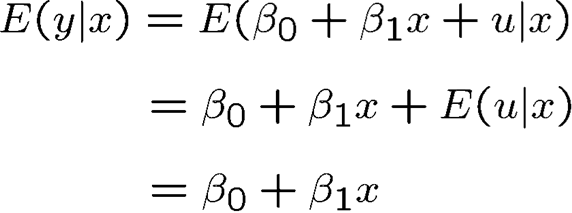 E(y|x) = E(β₀ + β₁x + u|x)
= β₀ + β₁x + E(u|x)
= β₀ + β₁x